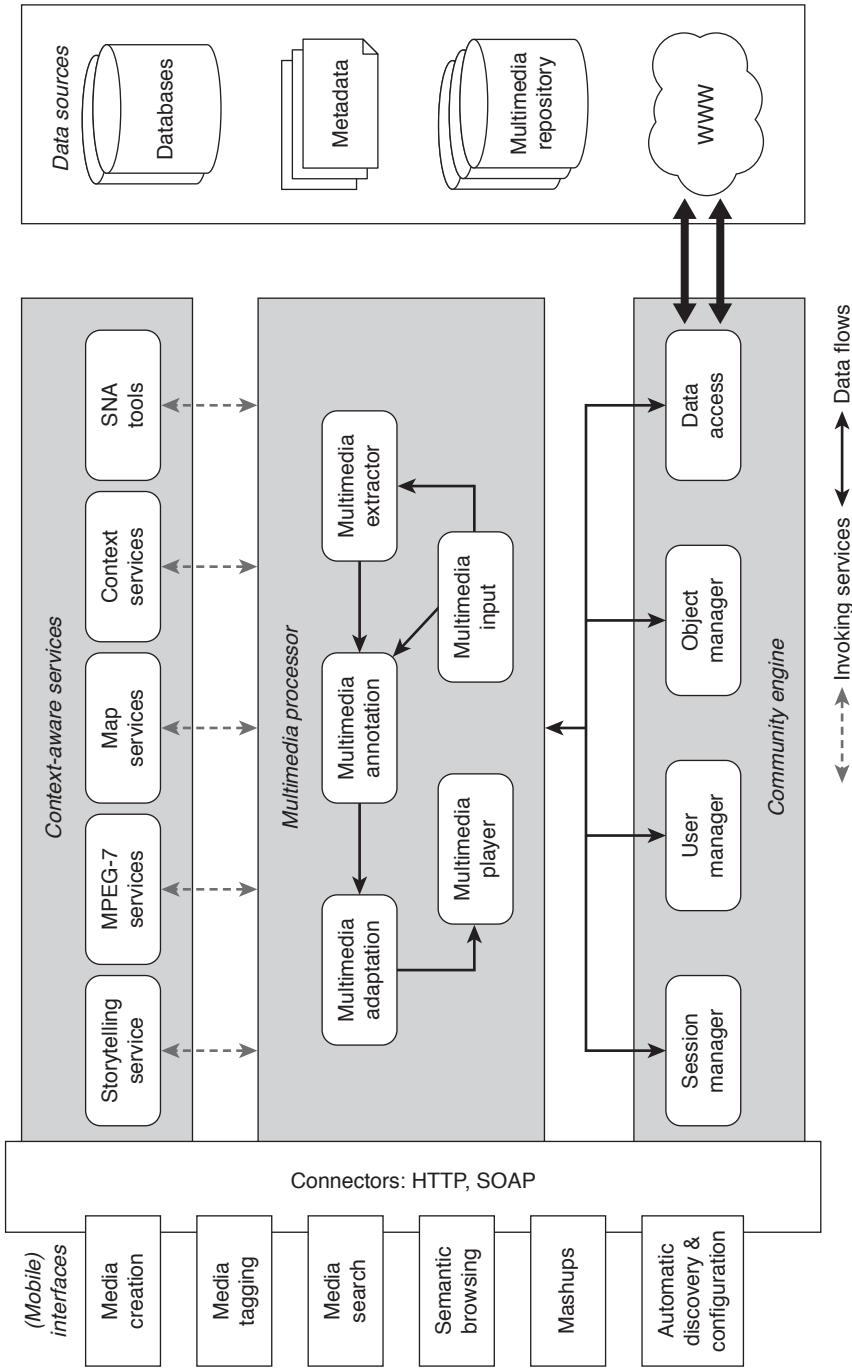 (Mobile)
interfaces
Media
creation
Media
tagging
Media
search
Semantic
browsing
Mashups
Automatic
discovery &
configuration
Connectors: HTTP, SOAP
Context-aware services
Storytelling
service
MPEG-7
services
Map
services
Context
services
SNA
tools
Multimedia processor
Multimedia
adaptation
Multimedia
annotation
Multimedia
extractor
Multimedia
player
Multimedia
input
Session
manager
User
manager
Object
manager
Data
access
Community engine
Data sources
Databases
Metadata
Multimedia
repository
WWW
Invoking services
Data flows